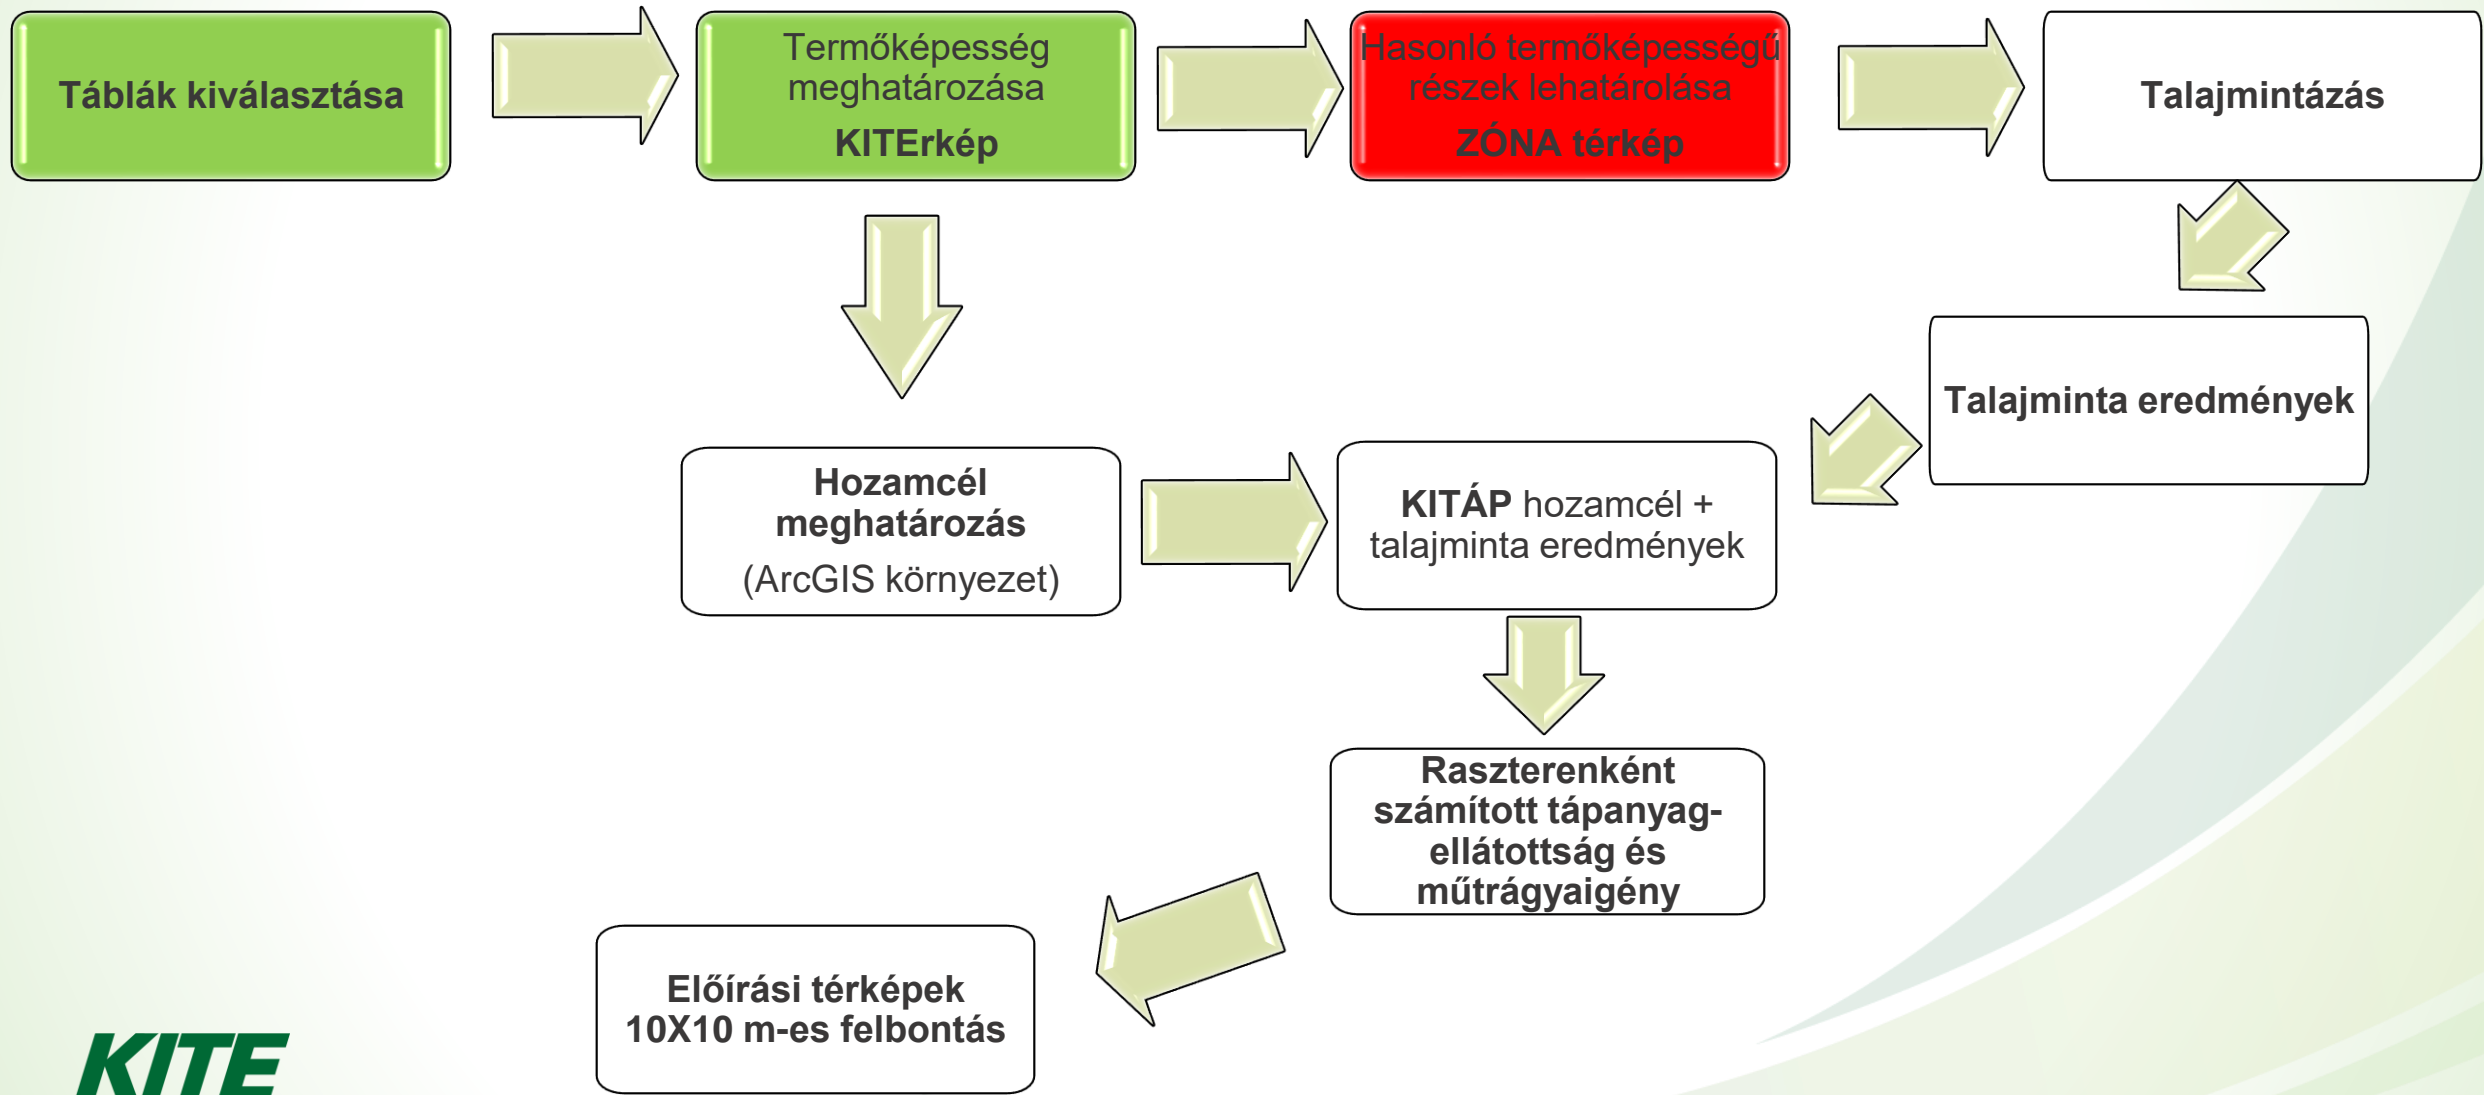 Táblák kiválasztása
Termőképesség
meghatározása
KITErkép
Hasonló termőképességű
részek lehatárolása
ZÓNA térkép
Talajmintázás
Talajminta eredmények
Hozamcél
meghatározás
(ArcGIS környezet)
KITÁP hozamcél +
talajminta eredmények
Raszterenként
számított tápanyag-
ellátottság és
műtrágyaigény
Előírási térképek
10X10 m-es felbontás
KITE